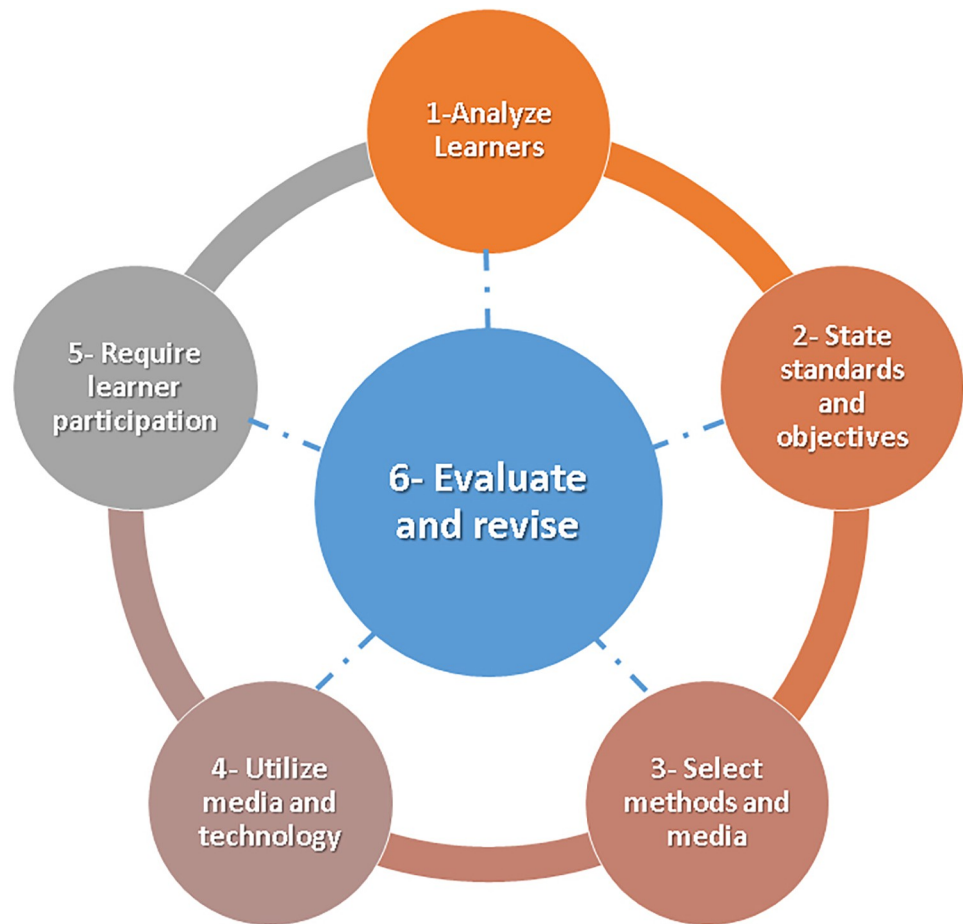 1-Analyze
Learners
2- State
standards
and
objectives
3- Select
methods and
media
4- Utilize
media and
technology
5- Require
learner
participation
6- Evaluate
and revise